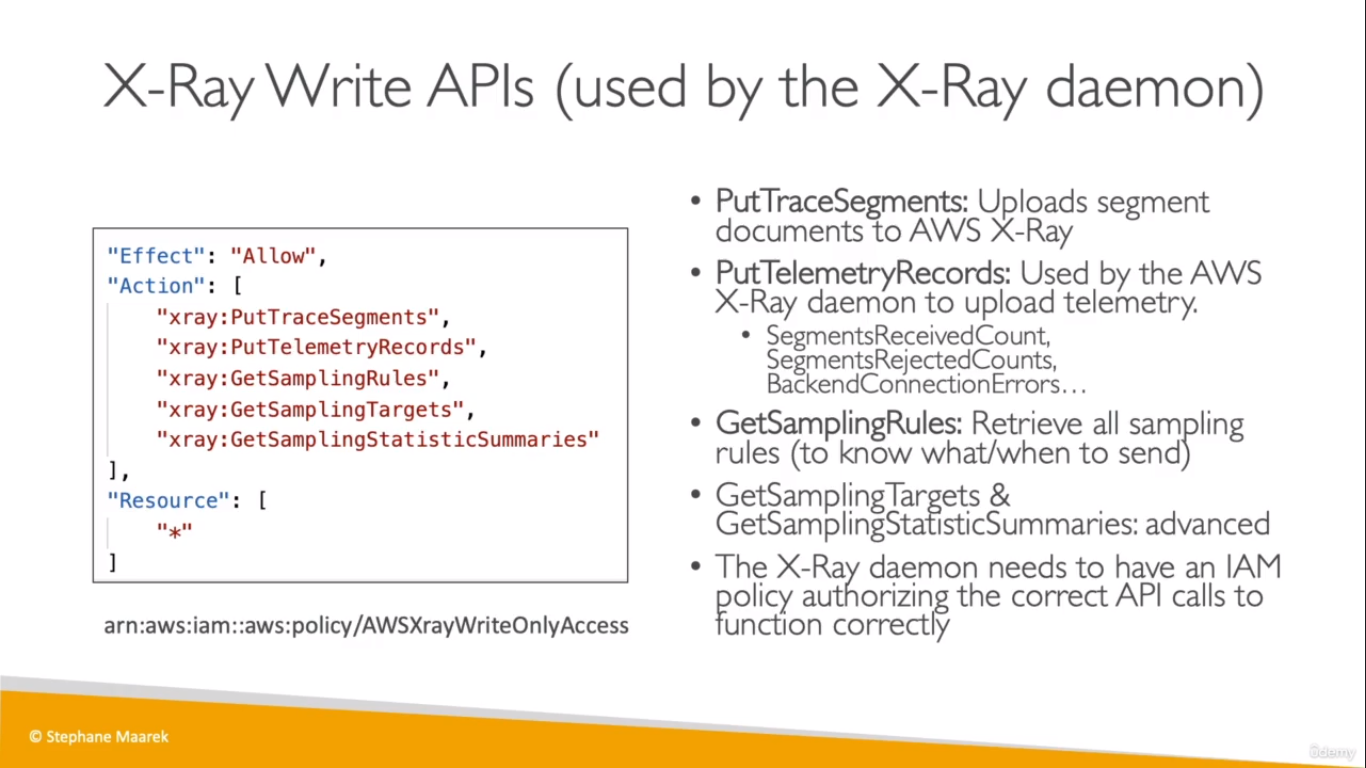 X-Ray Write APIs (used by the X-Ray daemon)
"Effect": "Allow",
"Action": [
"xray:PutTraceSegments",
"xray:PutTelemetryRecords",
"xray:GetSamplingRules",
"xray:GetSamplingTargets",
"xray:GetSamplingStatisticSummaries"
],
"Resource": [
"*"
]
arn:aws:iam::aws:policy/AWSXrayWriteOnlyAccess
• PutTraceSegments: Uploads segment
documents to AWS X-Ray
• PutTelemetryRecords: Used by the AWS
X-Ray daemon to upload telemetry.
• SegmentsReceivedCount,
SegmentsRejectedCounts,
BackendConnectionErrors…
• GetSamplingRules: Retrieve all sampling
rules (to know what/when to send)
• GetSamplingTargets &
GetSamplingStatisticSummaries: advanced
• The X-Ray daemon needs to have an IAM
policy authorizing the correct API calls to
function correctly
© Stephane Maarek
ûdemy